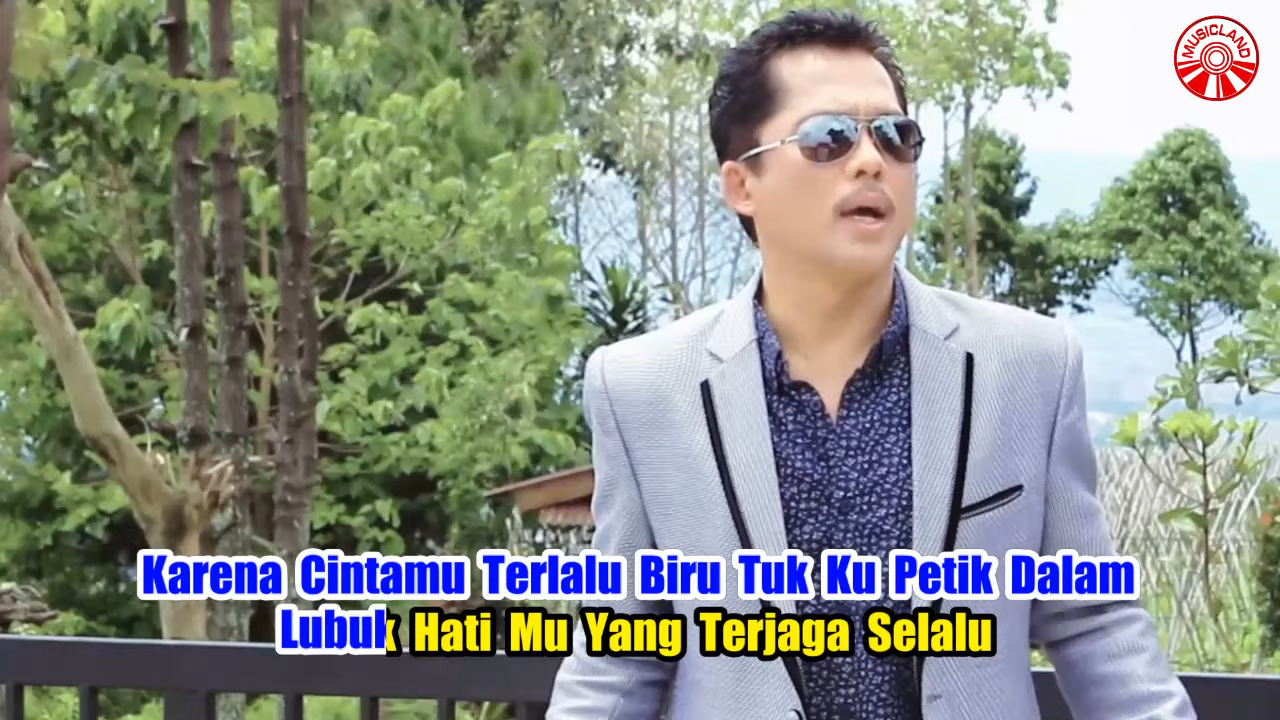 MUSICLAND
Karena Cintamu Terlalu Biru Tuk Ku Petik Dalam
Lubuk Hati Mu Yang Terjaga Selalu